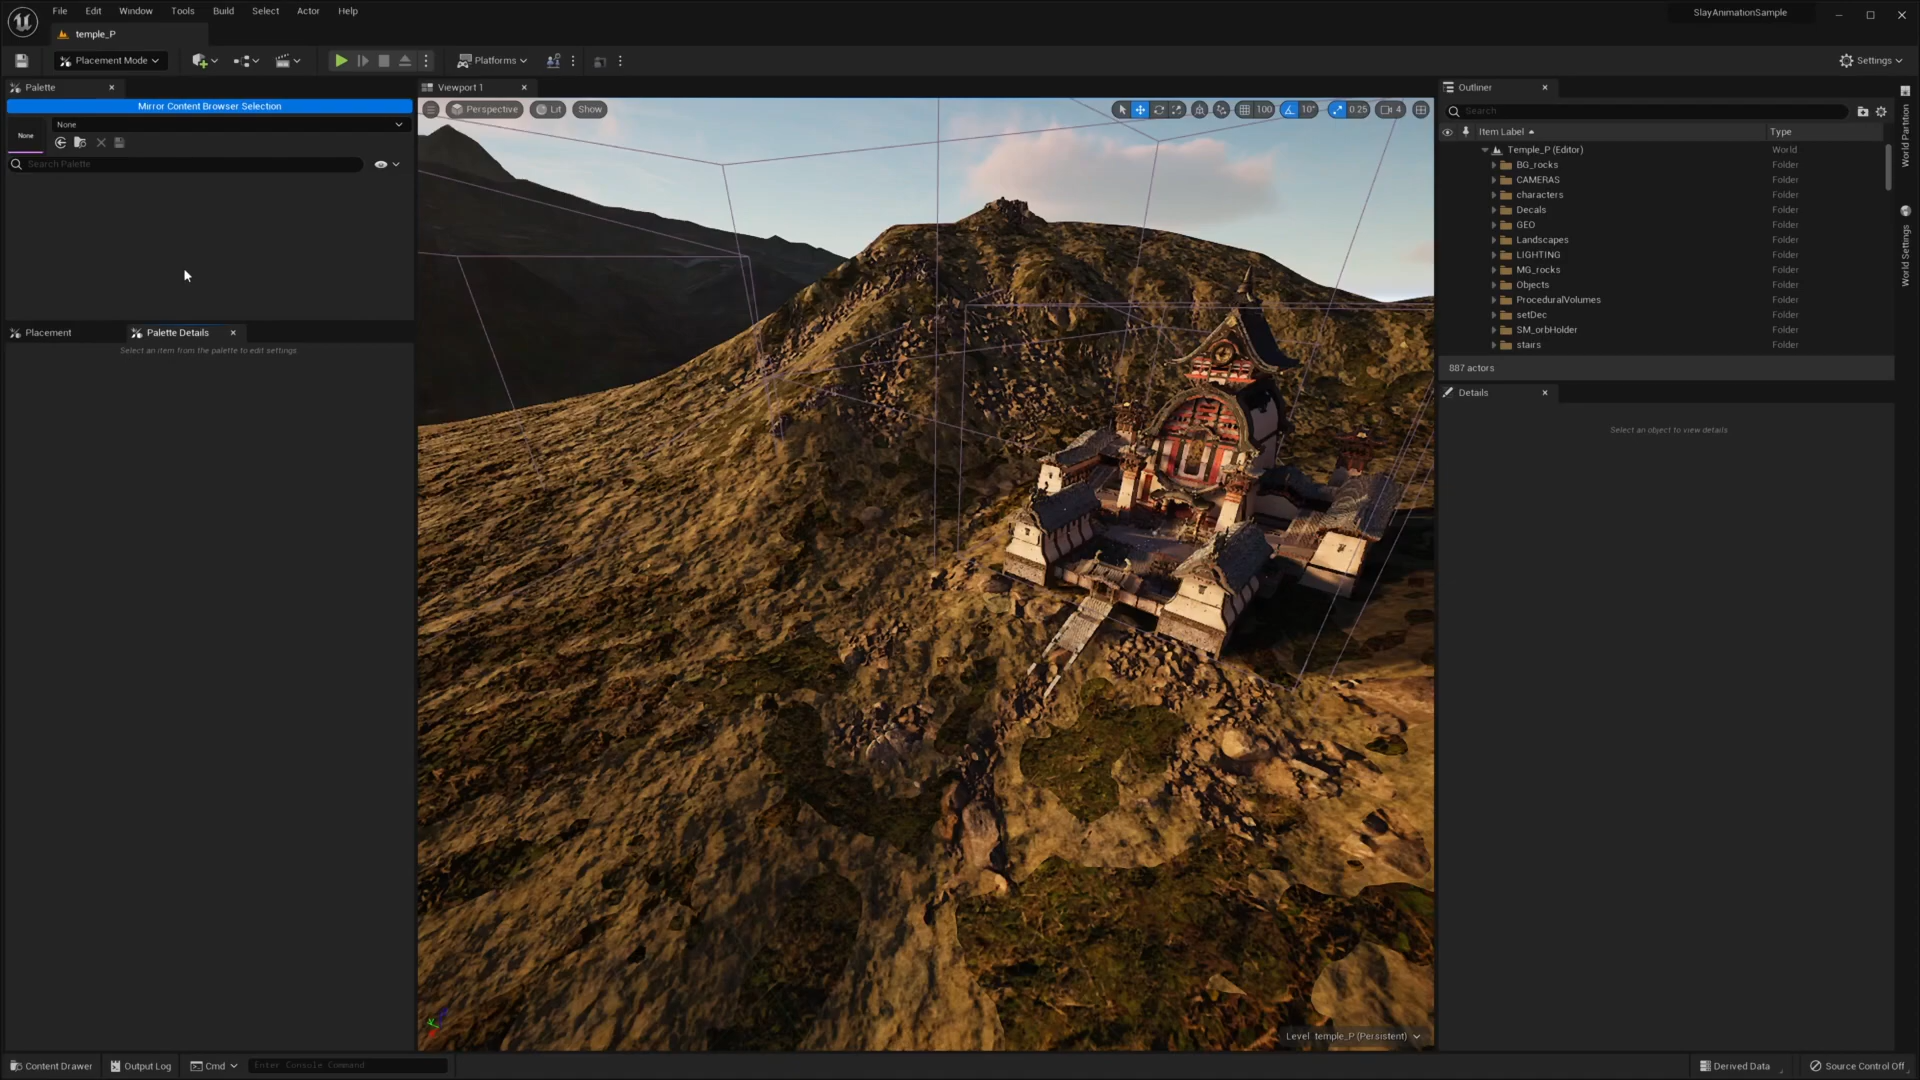 File Edit Window Tools Build Select Actor Help
SlayAnimationSample
temple_P
Placement Mode
Platforms
Settings
Palette
Viewport 1
Outliner
Mirror Content Browser Selection
Perspective Lit Show
100 10° 0.25 4
Search
None
None
Item Label Type
Search Palette
Temple_P (Editor) World
BG_rocks Folder
CAMERAS Folder
characters Folder
Decals Folder
GEO Folder
Landscapes Folder
LIGHTING Folder
MG_rocks Folder
Objects Folder
ProceduralVolumes Folder
setDec Folder
SM_orbHolder Folder
stairs Folder
World Partition
World Settings
887 actors
Placement Palette Details
Select an item from the palette to edit settings.
Details
Select an object to view details
Level temple_P (Persistent)
Content Drawer Output Log Cmd Enter Console Command
Derived Data Source Control Off